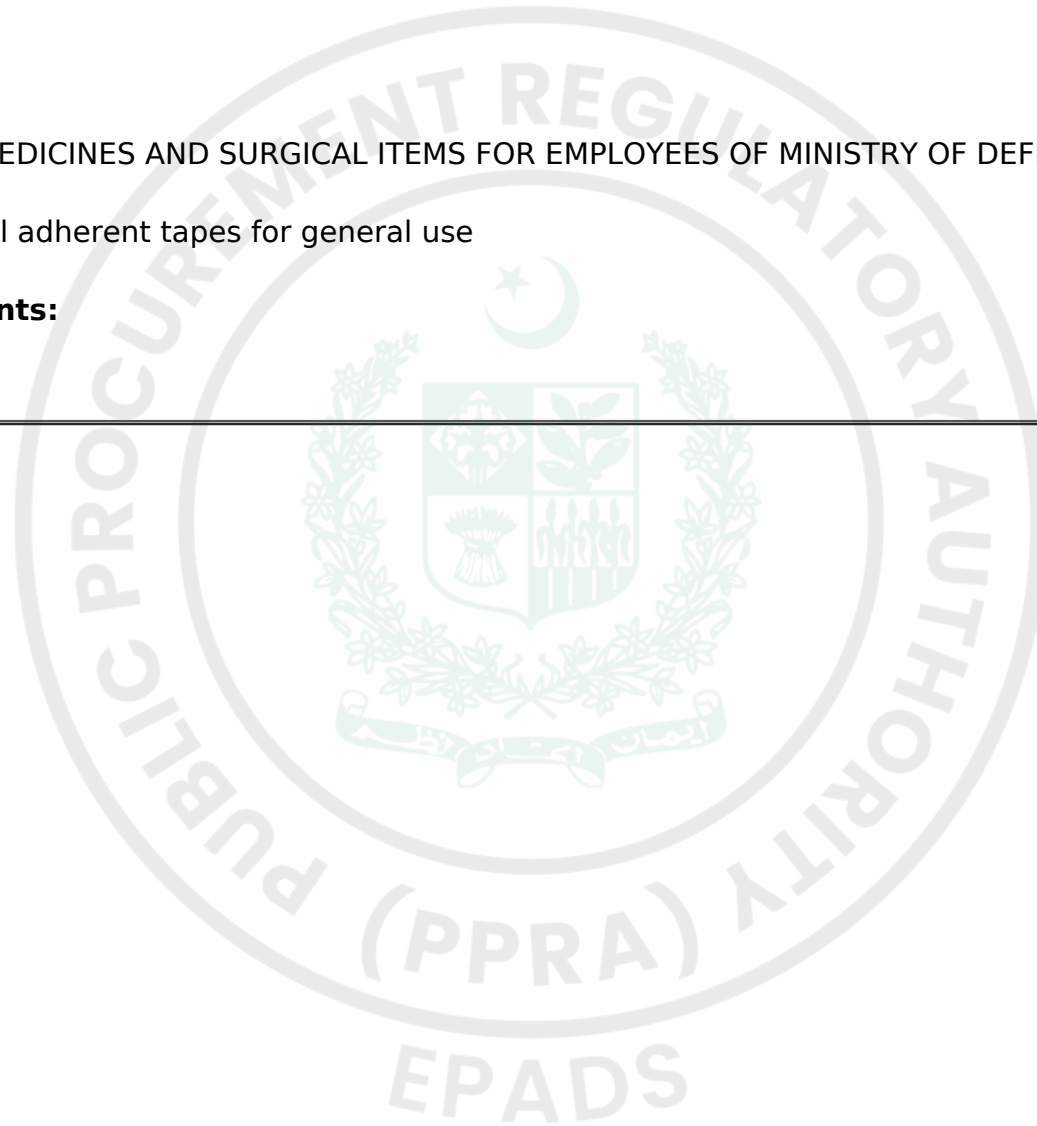 EDICINES AND SURGICAL ITEMS FOR EMPLOYEES OF MINISTRY OF DEF
l adherent tapes for general use
nts:
PUBLIC PROCUREMENT REGULATORY AUTHORITY
(PPRA)
EPADS